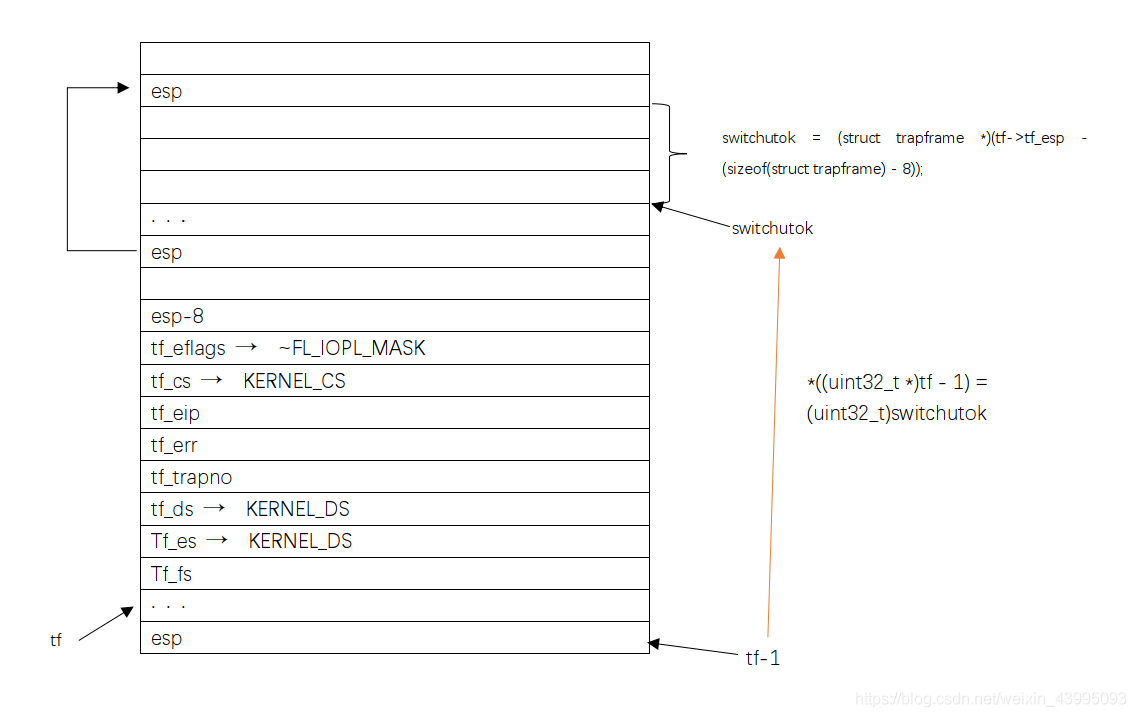 esp
switchutok = (struct trapframe *)(tf->tf_esp -
(sizeof(struct trapframe) - 8));
. . .
switchutok
esp
esp-8
tf_eflags → ~FL_IOPL_MASK
tf_cs → KERNEL_CS
*((uint32_t *)tf - 1) =
(uint32_t)switchutok
tf_eip
tf_err
tf_trapno
tf_ds → KERNEL_DS
Tf_es → KERNEL_DS
Tf_fs
. . .
tf
esp
tf-1
https://blog.csdn.net/weixin_43995093